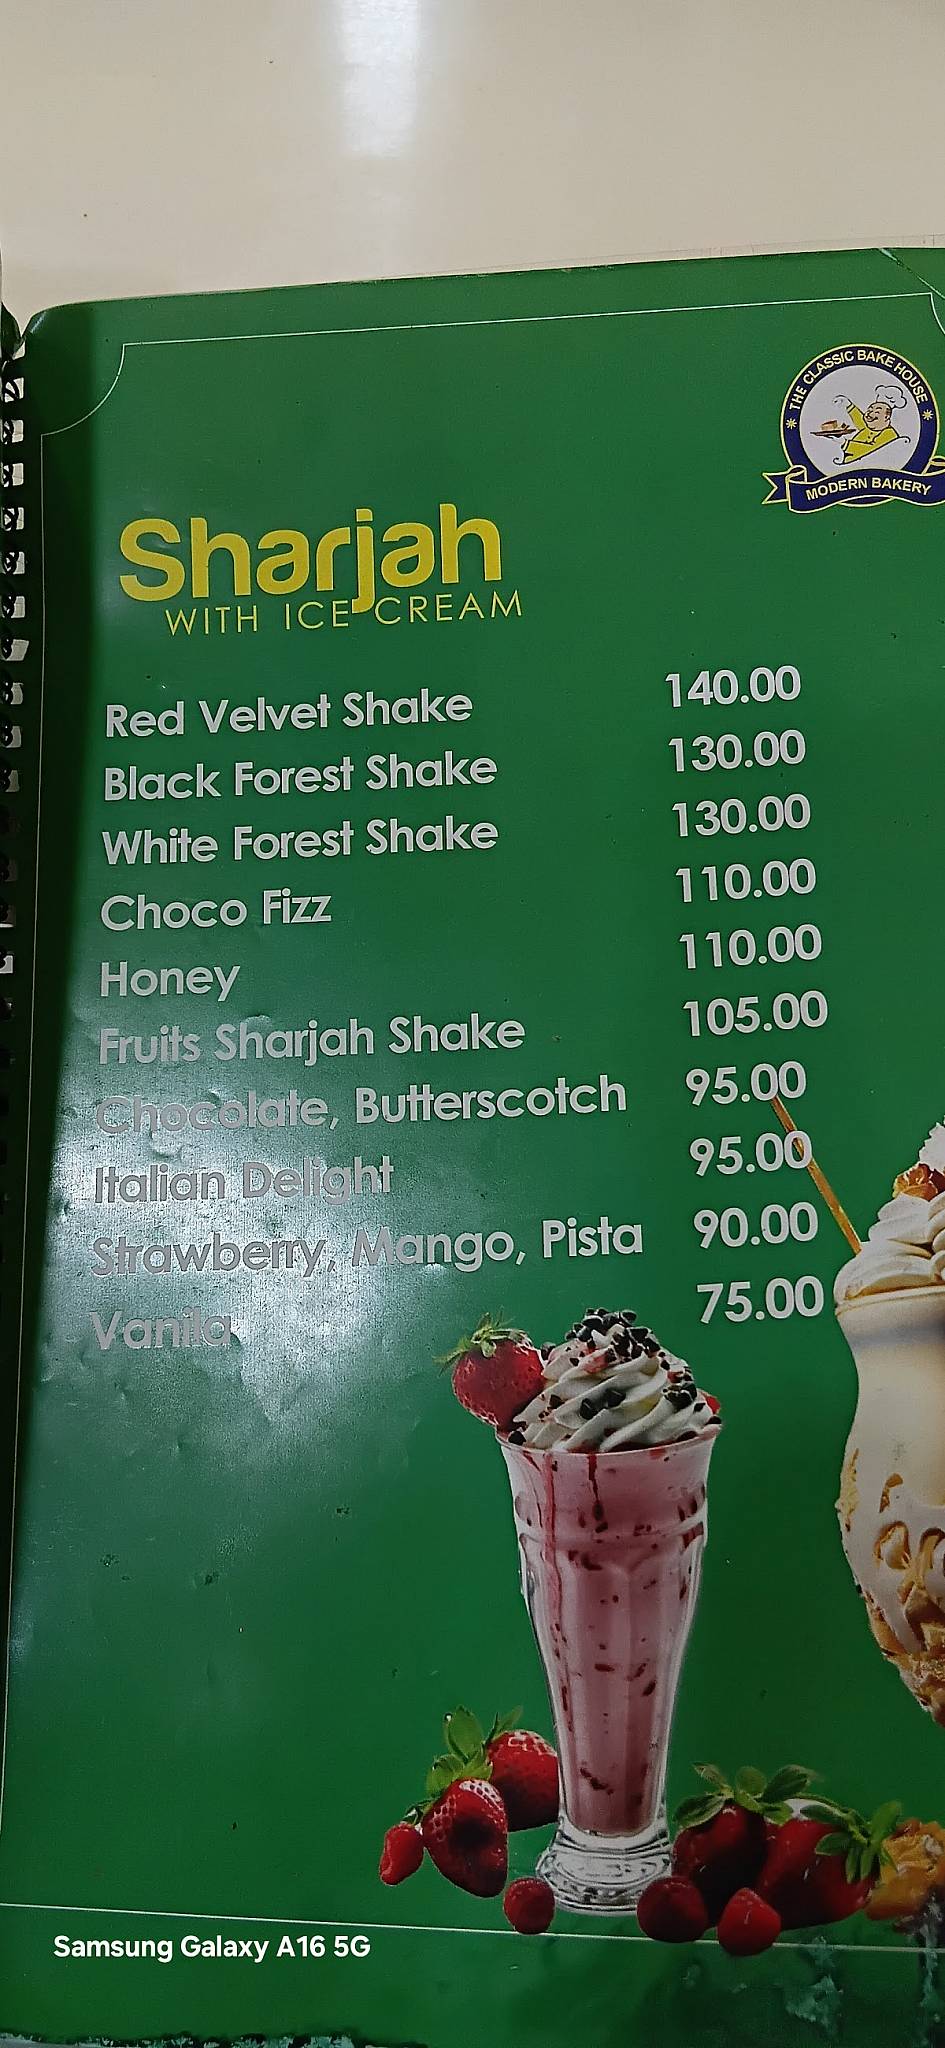 THE CLASSIC BAKE HOUSE
MODERN BAKERY
Sharjah
WITH ICE CREAM
Red Velvet Shake 140.00
Black Forest Shake 130.00
White Forest Shake 130.00
Choco Fizz 110.00
Honey 110.00
Fruits Sharjah Shake 105.00
Chocolate, Butterscotch 95.00
Italian Delight 95.00
Strawberry, Mango, Pista 90.00
Vanila 75.00
Samsung Galaxy A16 5G